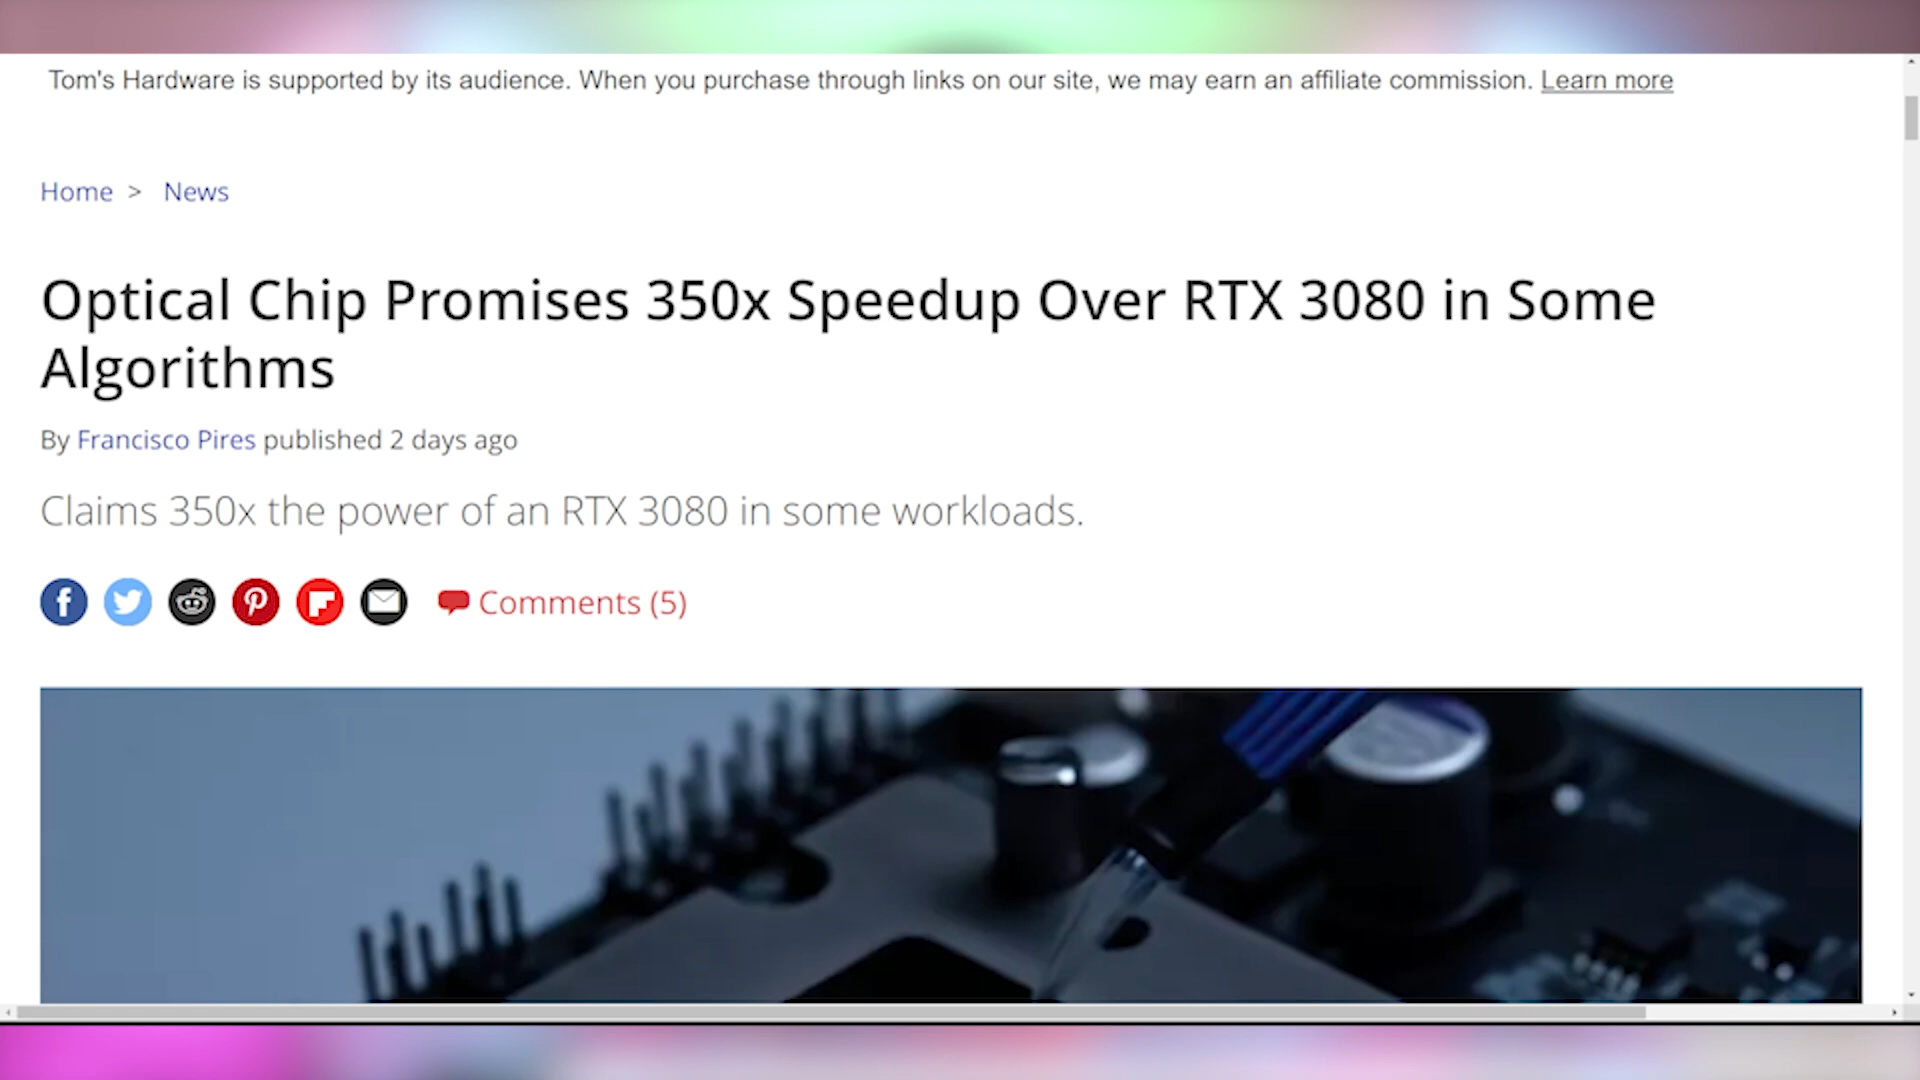 Tom's Hardware is supported by its audience. When you purchase through links on our site, we may earn an affiliate commission. Learn more
Home > News
Optical Chip Promises 350x Speedup Over RTX 3080 in Some
Algorithms
By Francisco Pires published 2 days ago
Claims 350x the power of an RTX 3080 in some workloads.
Comments (5)